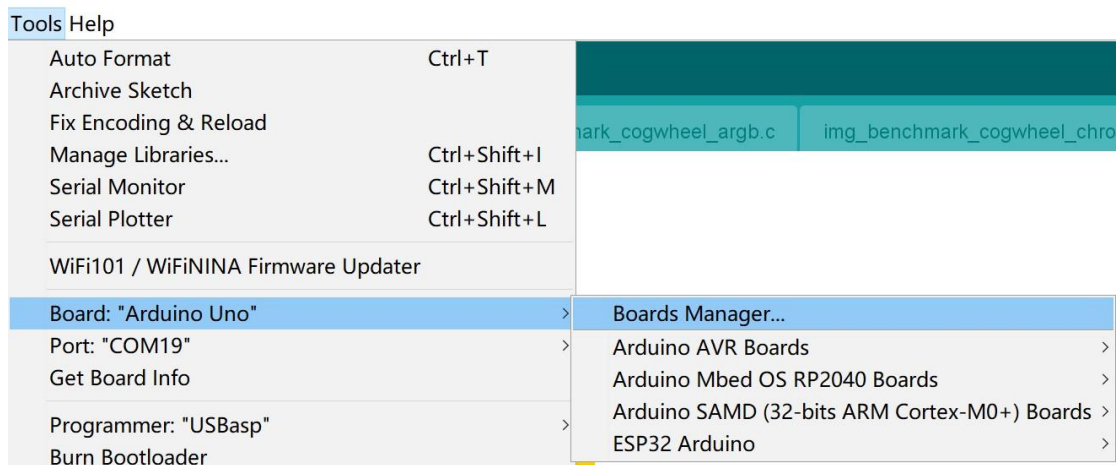 Tools Help
Auto Format Ctrl+T
Archive Sketch
Fix Encoding & Reload
Manage Libraries... Ctrl+Shift+I
Serial Monitor Ctrl+Shift+M
Serial Plotter Ctrl+Shift+L
WiFi101 / WiFiNINA Firmware Updater
Board: "Arduino Uno" >
Port: "COM19" >
Get Board Info
Programmer: "USBasp" >
Burn Bootloader
mark_cogwheel_argb.c img_benchmark_cogwheel_chro
Boards Manager...
Arduino AVR Boards >
Arduino Mbed OS RP2040 Boards >
Arduino SAMD (32-bits ARM Cortex-M0+) Boards >
ESP32 Arduino >